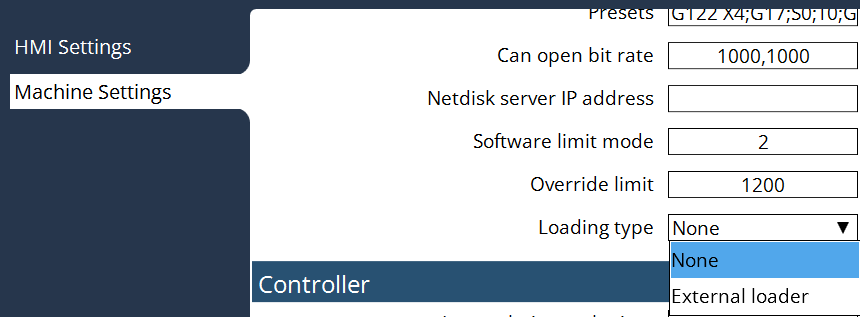 HMI Settings
Machine Settings
Presets G122 X4;G17;S0;T0;G
Can open bit rate 1000,1000
Netdisk server IP address
Software limit mode 2
Override limit 1200
Loading type None ▼
None
External loader
Controller